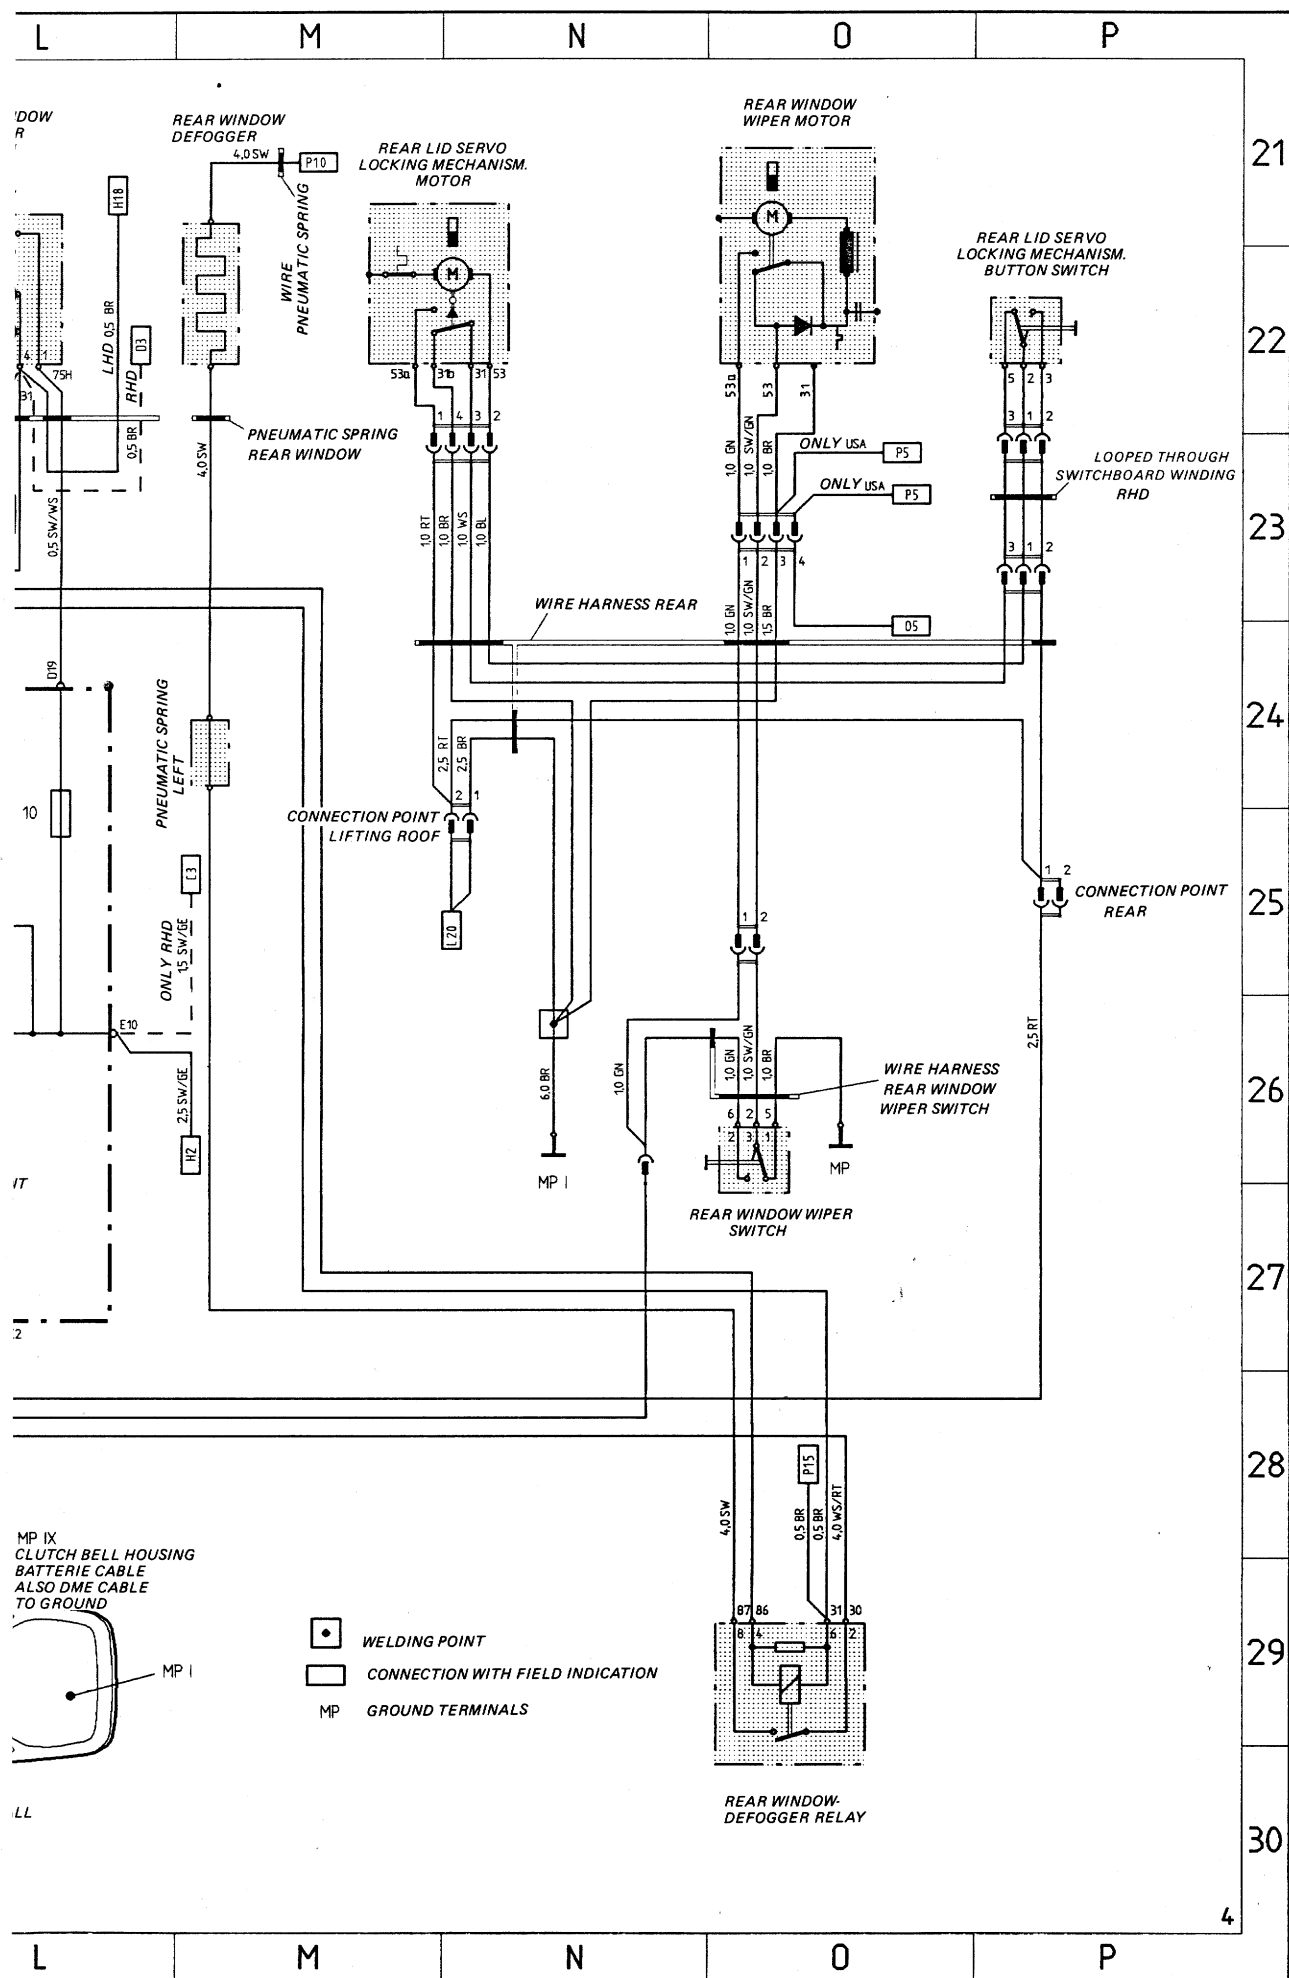 L
M
N
O
P
21
22
23
24
25
26
27
28
29
30
REAR WINDOW
DEFOGGER
4,0 SW
P10
WIRE
PNEUMATIC SPRING
REAR LID SERVO
LOCKING MECHANISM.
MOTOR
M
53a
31b
31
53
1 4 3 2
REAR WINDOW
WIPER MOTOR
M
53a
53
31
REAR LID SERVO
LOCKING MECHANISM.
BUTTON SWITCH
5 2 3
3 1 2
H18
LHD 0,5 BR
D3
RHD
0,5 BR
4 1
31
75H
PNEUMATIC SPRING
REAR WINDOW
4,0 SW
0,5 SW/WS
1,0 RT
1,0 BR
1,0 WS
1,0 BL
1,0 GN
1,0 SW/GN
1,0 BR
ONLY USA
P5
ONLY USA
P5
LOOPED THROUGH
SWITCHBOARD WINDING
RHD
1 2 3 4
3 1 2
WIRE HARNESS REAR
1,0 GN
1,0 SW/GN
1,5 BR
D19
PNEUMATIC SPRING
LEFT
2,5 RT
2,5 BR
2 1
CONNECTION POINT
LIFTING ROOF
10
L20
1 2
CONNECTION POINT
REAR
ONLY RHD
1,5 SW/GE
1 2
E10
2,5 SW/GE
H2
6,0 BR
MP I
1,0 GN
1,0 GN
1,0 SW/GN
1,0 BR
6 2 5
2 3 1
MP
WIRE HARNESS
REAR WINDOW
WIPER SWITCH
2,5 RT
REAR WINDOW WIPER
SWITCH
P15
4,0 SW
0,5 BR
0,5 BR
4,0 WS/RT
MP IX
CLUTCH BELL HOUSING
BATTERIE CABLE
ALSO DME CABLE
TO GROUND
MP I
87 86 31 30
8 4 6 2
WELDING POINT
CONNECTION WITH FIELD INDICATION
MP GROUND TERMINALS
REAR WINDOW-
DEFOGGER RELAY
4
L
M
N
O
P